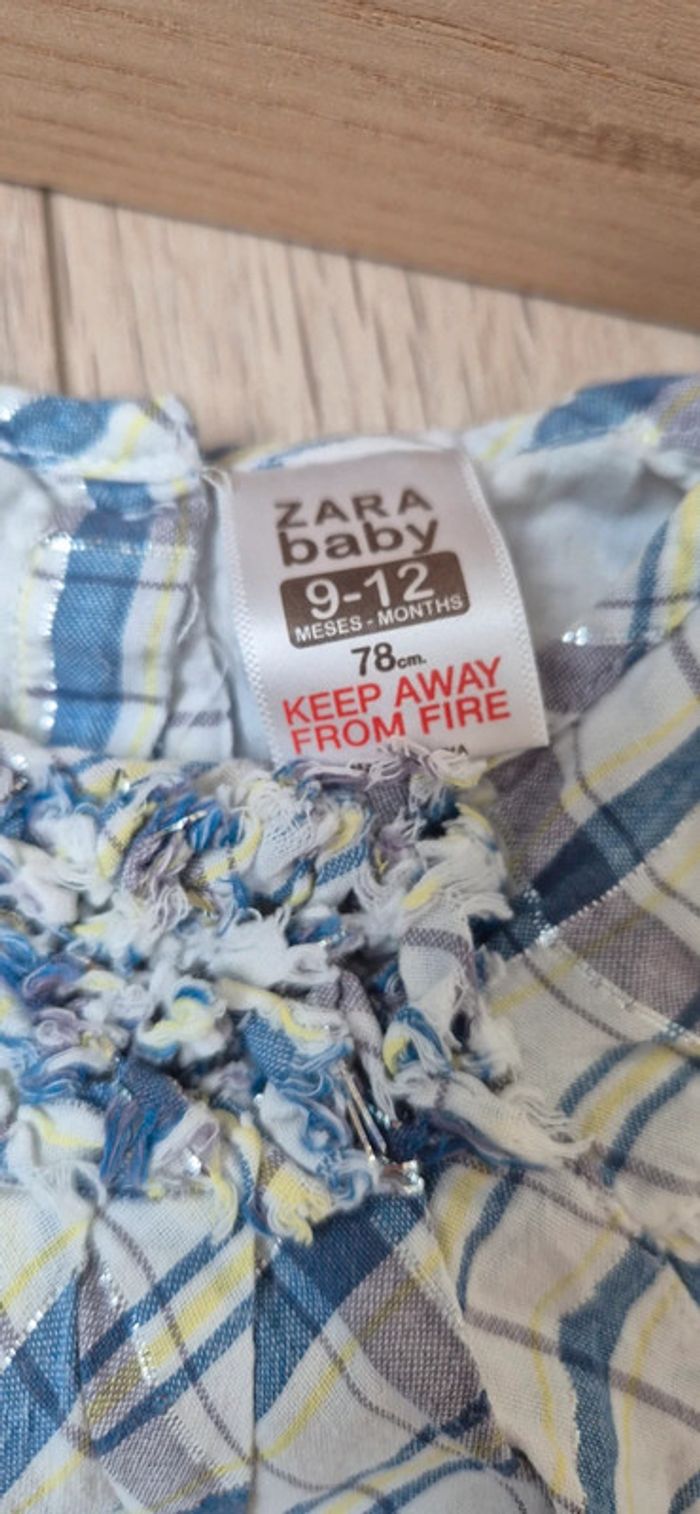 ZARA
baby
9-12
MESES - MONTHS
78cm.
KEEP AWAY
FROM FIRE